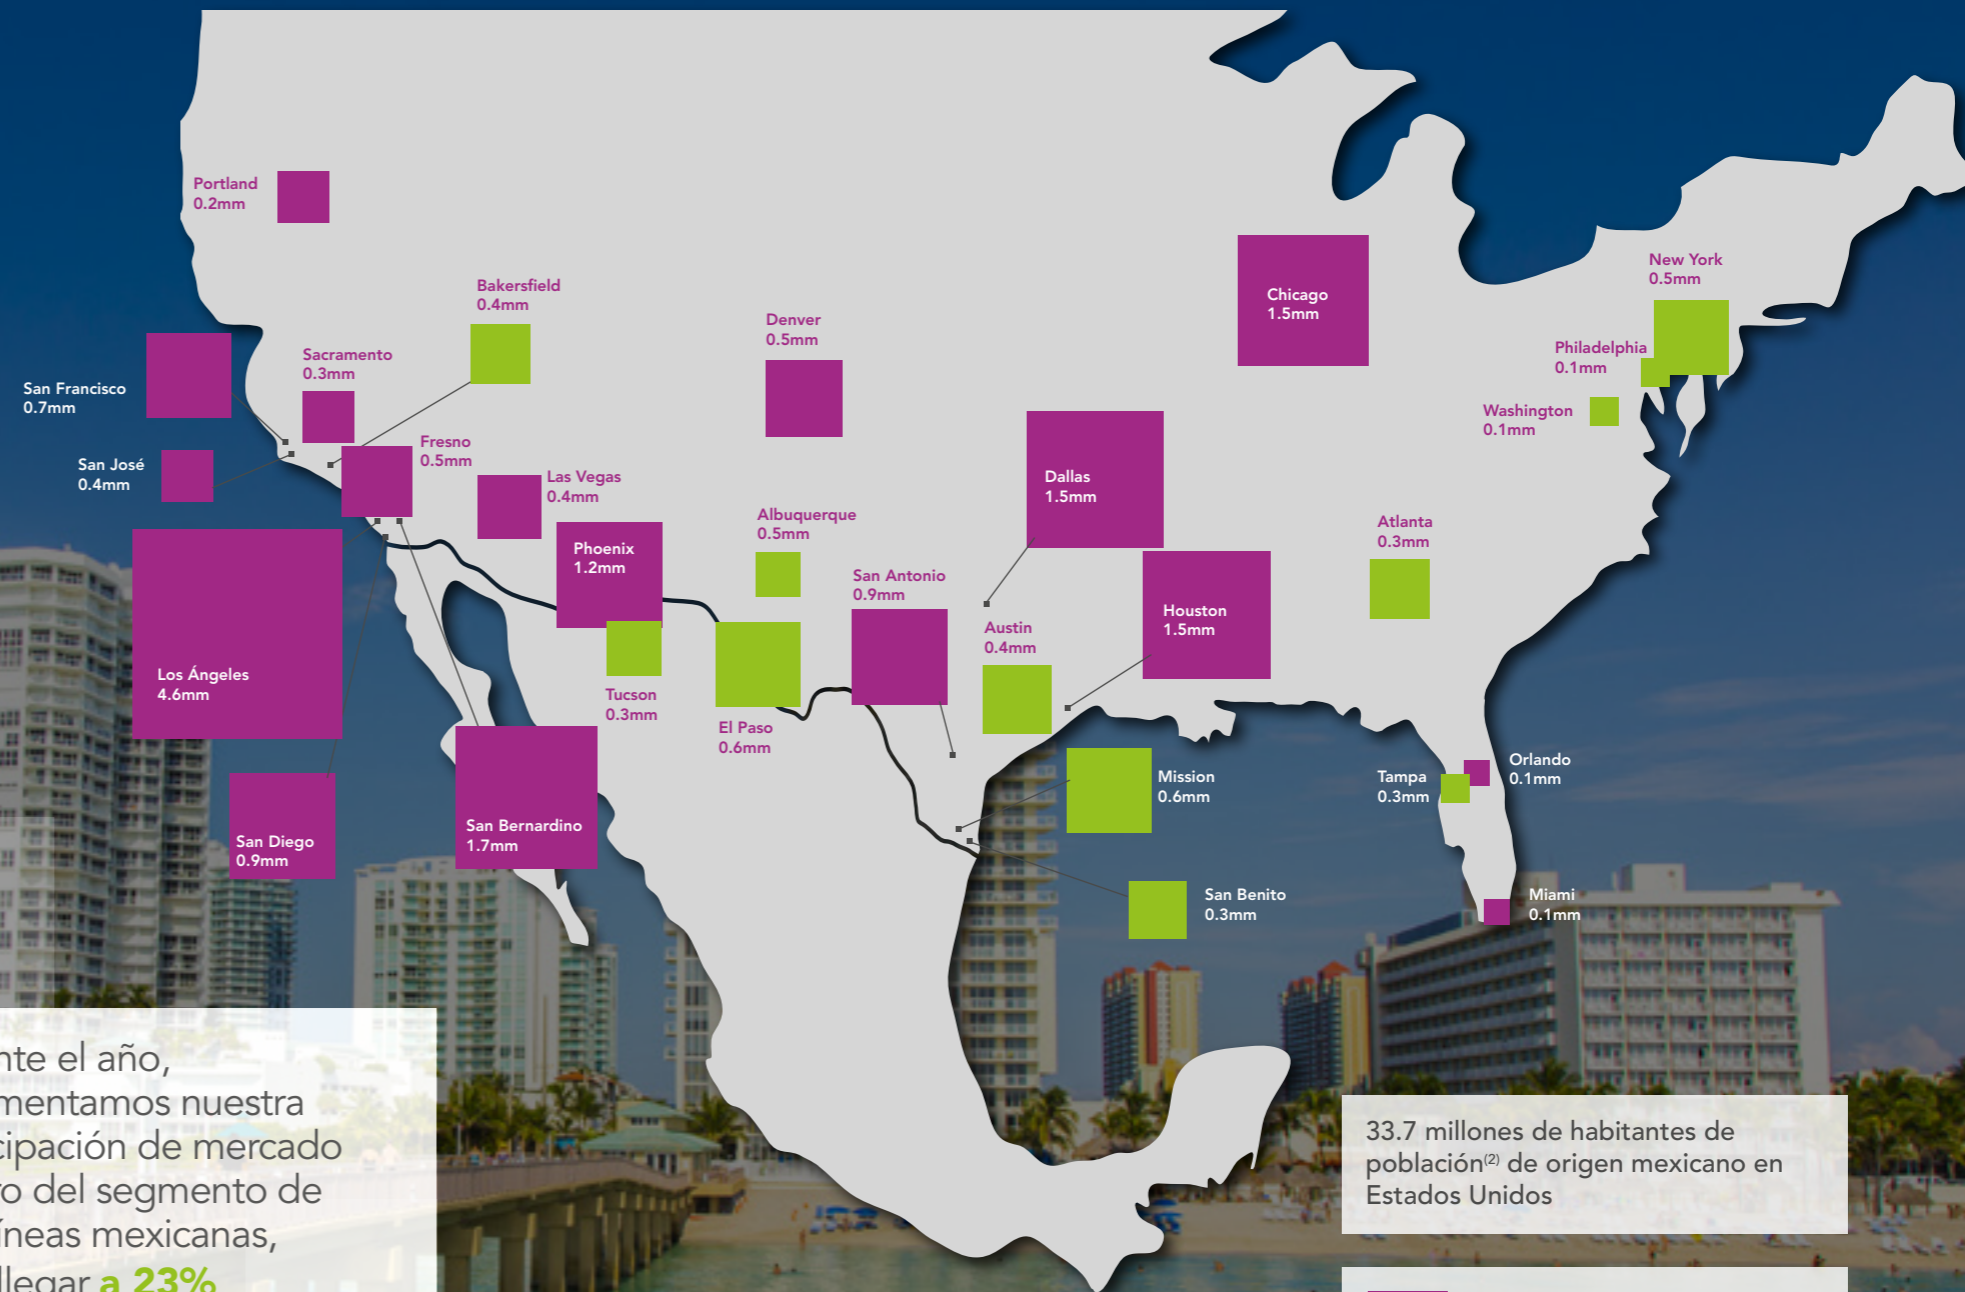 Portland
0.2mm
Bakersfield
0.4mm
Denver
0.5mm
Chicago
1.5mm
New York
0.5mm
Philadelphia
0.1mm
Washington
0.1mm
San Francisco
0.7mm
Sacramento
0.3mm
San José
0.4mm
Fresno
0.5mm
Las Vegas
0.4mm
Phoenix
1.2mm
Albuquerque
0.5mm
San Antonio
0.9mm
Dallas
1.5mm
Houston
1.5mm
Austin
0.4mm
Atlanta
0.3mm
Los Ángeles
4.6mm
Tucson
0.3mm
El Paso
0.6mm
San Diego
0.9mm
San Bernardino
1.7mm
Mission
0.6mm
San Benito
0.3mm
Tampa
0.3mm
Orlando
0.1mm
Miami
0.1mm
nte el año,
mentamos nuestra
cipación de mercado
o del segmento de
íneas mexicanas,
llegar a 23%
33.7 millones de habitantes de
población(2) de origen mexicano en
Estados Unidos